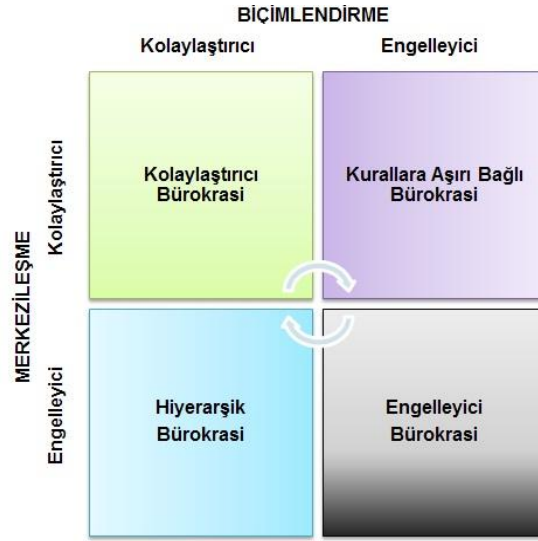 BİÇİMLENDİRME
Kolaylaştırıcı
Engelleyici
MERKEZİLEŞME
Kolaylaştırıcı
Kolaylaştırıcı
Bürokrasi
Kurallara Aşırı Bağlı
Bürokrasi
Engelleyici
Hiyerarşik
Bürokrasi
Engelleyici
Bürokrasi